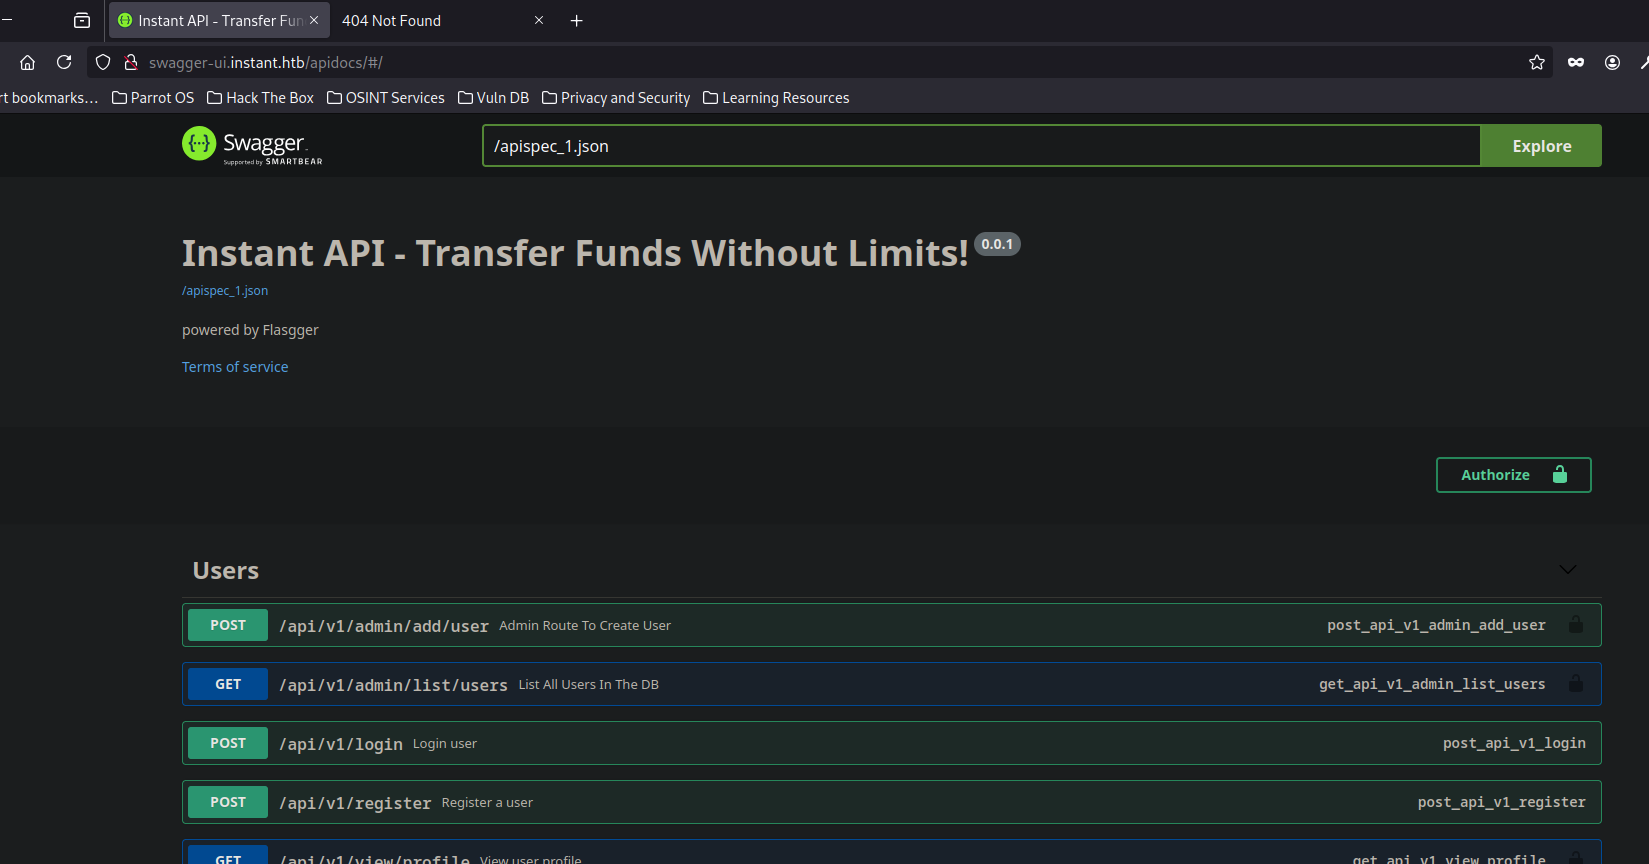 Instant API - Transfer Fun
404 Not Found
swagger-ui.instant.htb/apidocs/#/
rt bookmarks… Parrot OS Hack The Box OSINT Services Vuln DB Privacy and Security Learning Resources
{···} Swagger.
Supported by SMARTBEAR
/apispec_1.json
Explore
Instant API - Transfer Funds Without Limits! 0.0.1
/apispec_1.json
powered by Flasgger
Terms of service
Authorize
Users
POST /api/v1/admin/add/user Admin Route To Create User post_api_v1_admin_add_user
GET /api/v1/admin/list/users List All Users In The DB get_api_v1_admin_list_users
POST /api/v1/login Login user post_api_v1_login
POST /api/v1/register Register a user post_api_v1_register
GET /api/v1/view/profile View user profile get_api_v1_view_profile